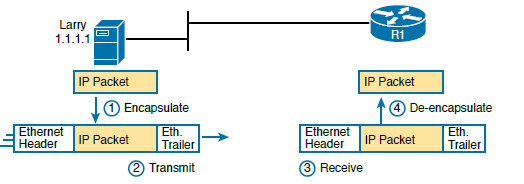 Larry
1.1.1.1
R1
IP Packet
IP Packet
1 Encapsulate
4 De-encapsulate
Ethernet Header
IP Packet
Eth. Trailer
Ethernet Header
IP Packet
Eth. Trailer
2 Transmit
3 Receive